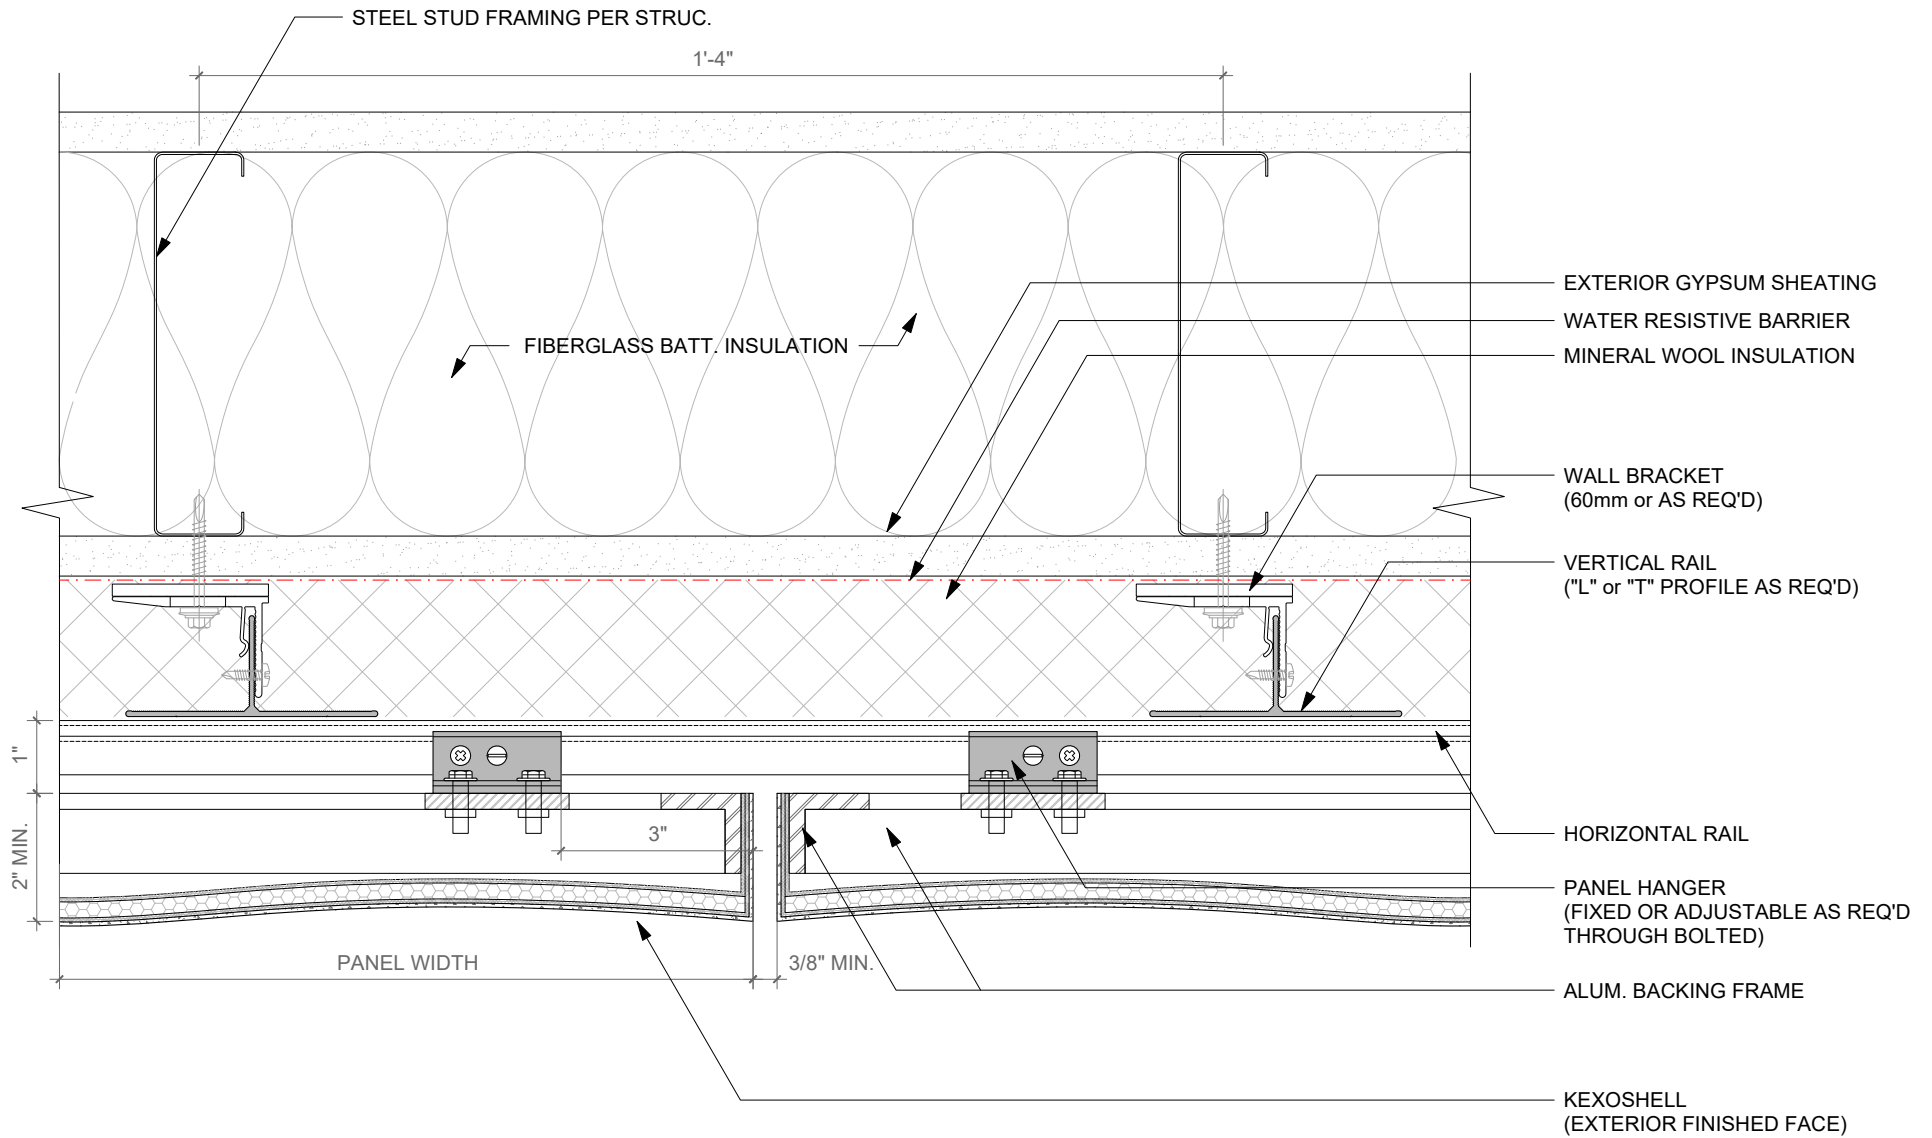 STEEL STUD FRAMING PER STRUC.
1'-4"
EXTERIOR GYPSUM SHEATING
WATER RESISTIVE BARRIER
FIBERGLASS BATT. INSULATION
MINERAL WOOL INSULATION
WALL BRACKET
(60mm or AS REQ'D)
VERTICAL RAIL
("L" or "T" PROFILE AS REQ'D)
1"
2" MIN.
3"
HORIZONTAL RAIL
PANEL HANGER
(FIXED OR ADJUSTABLE AS REQ'D
THROUGH BOLTED)
PANEL WIDTH
3/8" MIN.
ALUM. BACKING FRAME
KEXOSHELL
(EXTERIOR FINISHED FACE)